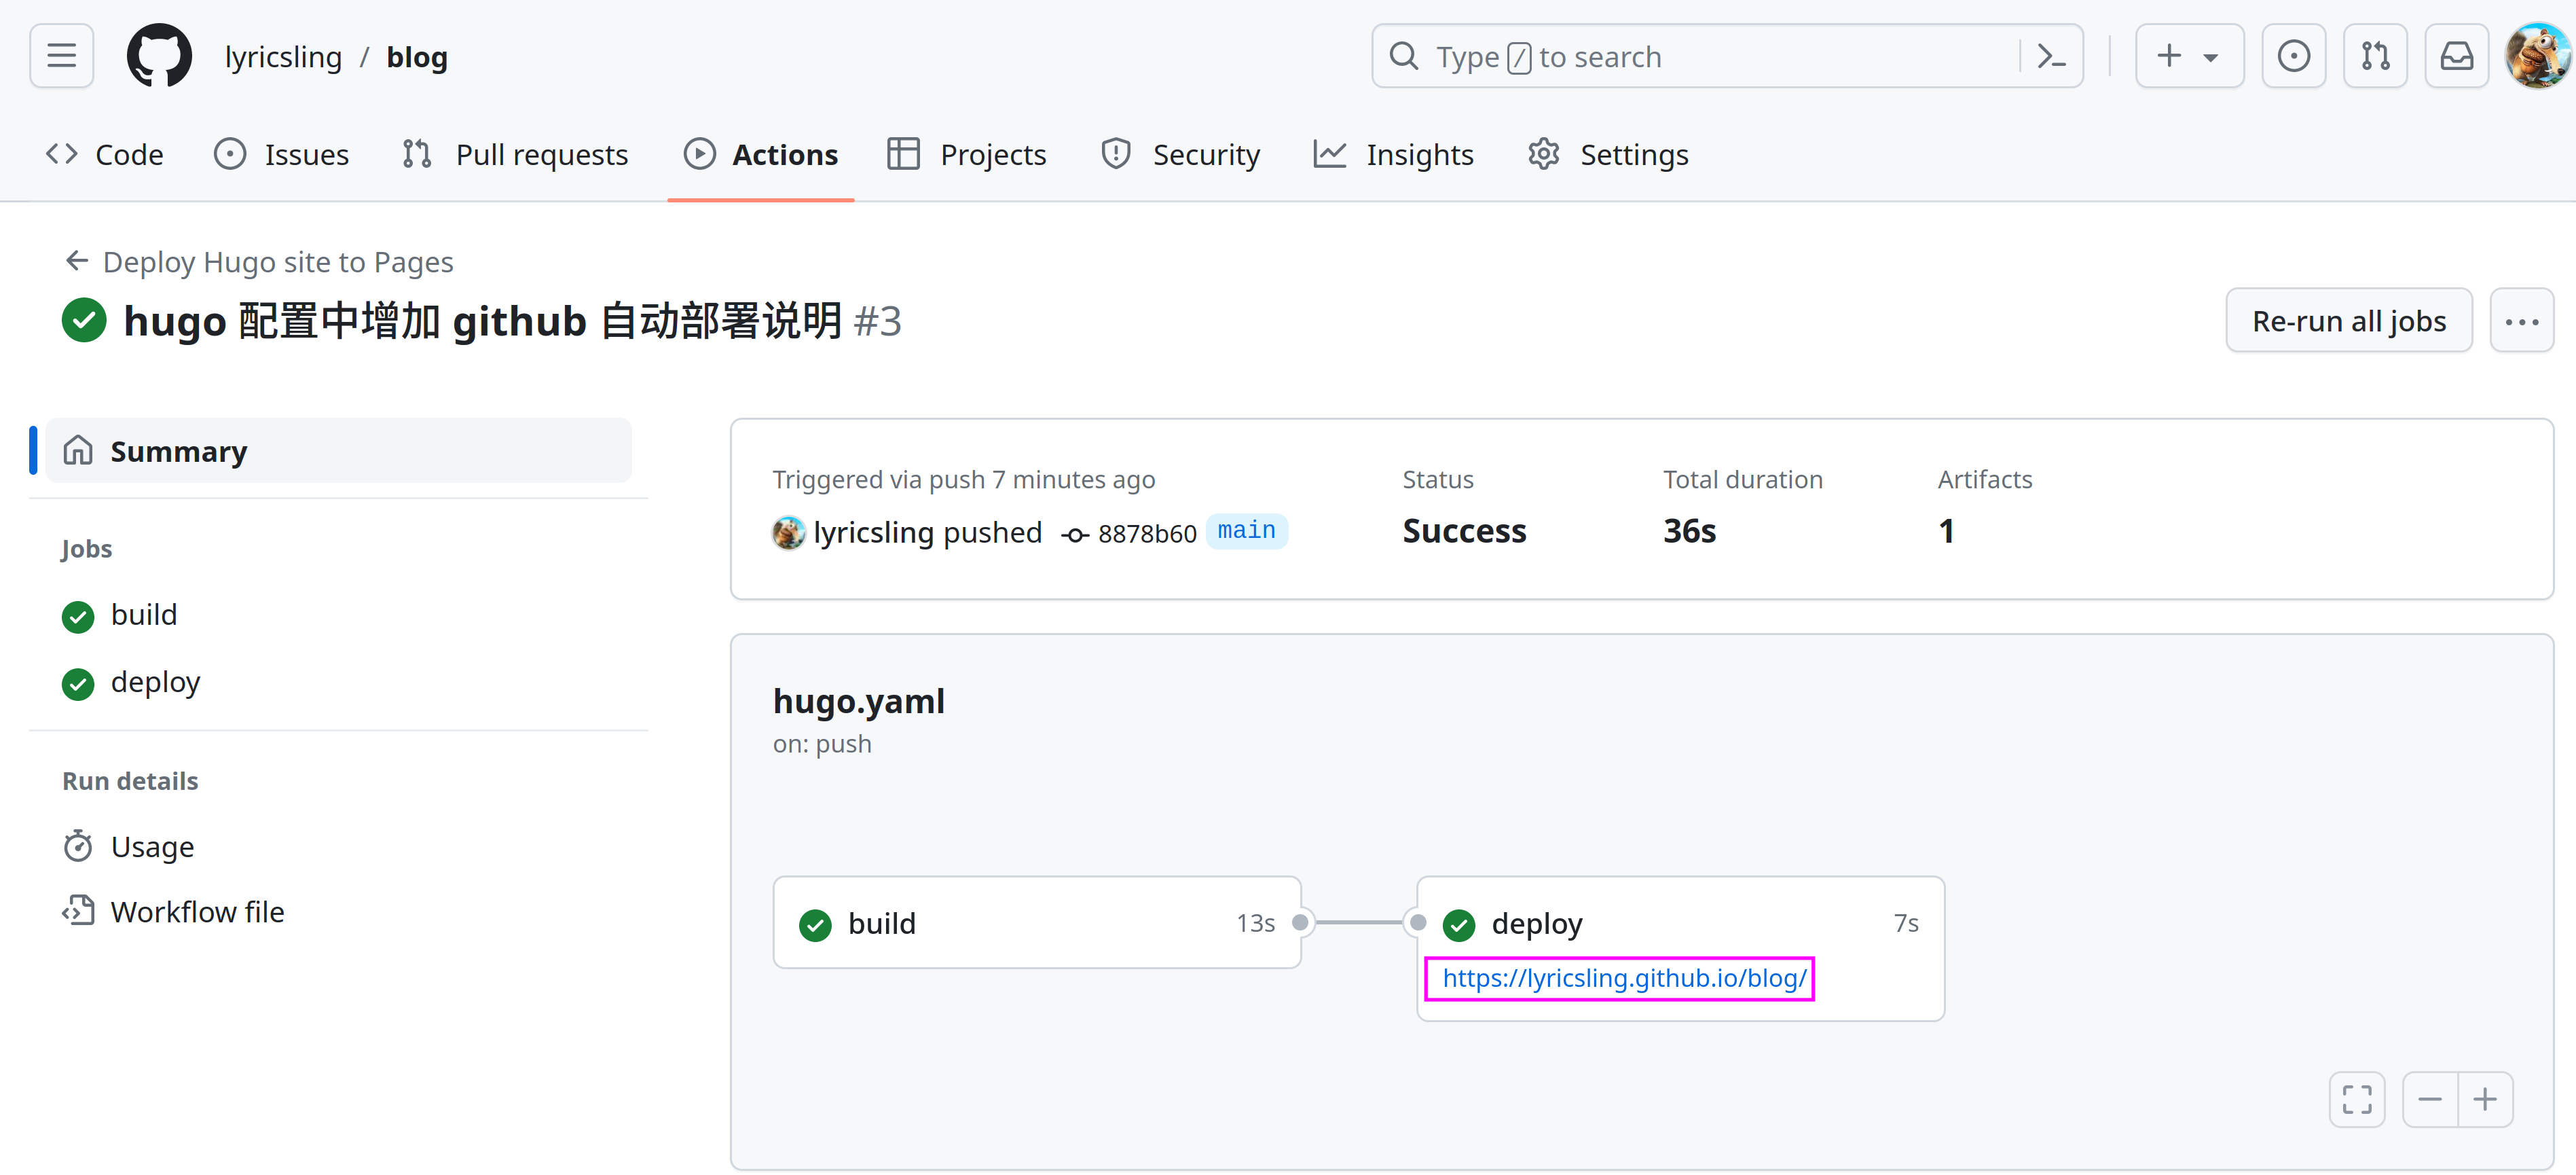 lyricsling / blog
Type / to search
Code Issues Pull requests Actions Projects Security Insights Settings
Deploy Hugo site to Pages
hugo 配置中增加 github 自动部署说明 #3
Re-run all jobs
Summary
Jobs
build
deploy
Run details
Usage
Workflow file
Triggered via push 7 minutes ago
lyricsling pushed 8878b60 main
Status
Success
Total duration
36s
Artifacts
1
hugo.yaml
on: push
build 13s
deploy 7s
https://lyricsling.github.io/blog/